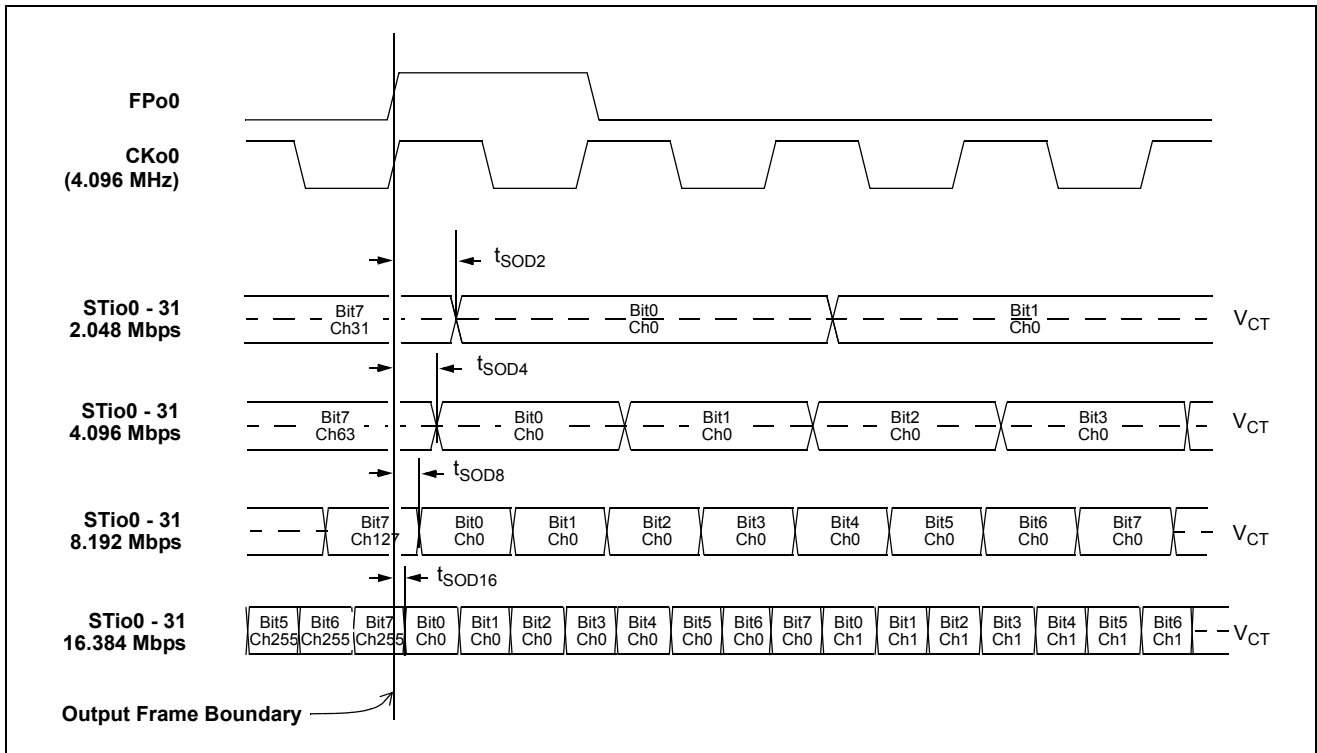 FPo0
CKo0
(4.096 MHz)
tSOD2
STio0 - 31
2.048 Mbps
Bit7
Ch31
Bit0
Ch0
Bit1
Ch0
VCT
tSOD4
STio0 - 31
4.096 Mbps
Bit7
Ch63
Bit0
Ch0
Bit1
Ch0
Bit2
Ch0
Bit3
Ch0
VCT
tSOD8
STio0 - 31
8.192 Mbps
Bit7
Ch127
Bit0
Ch0
Bit1
Ch0
Bit2
Ch0
Bit3
Ch0
Bit4
Ch0
Bit5
Ch0
Bit6
Ch0
Bit7
Ch0
VCT
tSOD16
STio0 - 31
16.384 Mbps
Bit5
Ch255
Bit6
Ch255
Bit7
Ch255
Bit0
Ch0
Bit1
Ch0
Bit2
Ch0
Bit3
Ch0
Bit4
Ch0
Bit5
Ch0
Bit6
Ch0
Bit7
Ch0
Bit0
Ch1
Bit1
Ch1
Bit2
Ch1
Bit3
Ch1
Bit4
Ch1
Bit5
Ch1
Bit6
Ch1
VCT
Output Frame Boundary